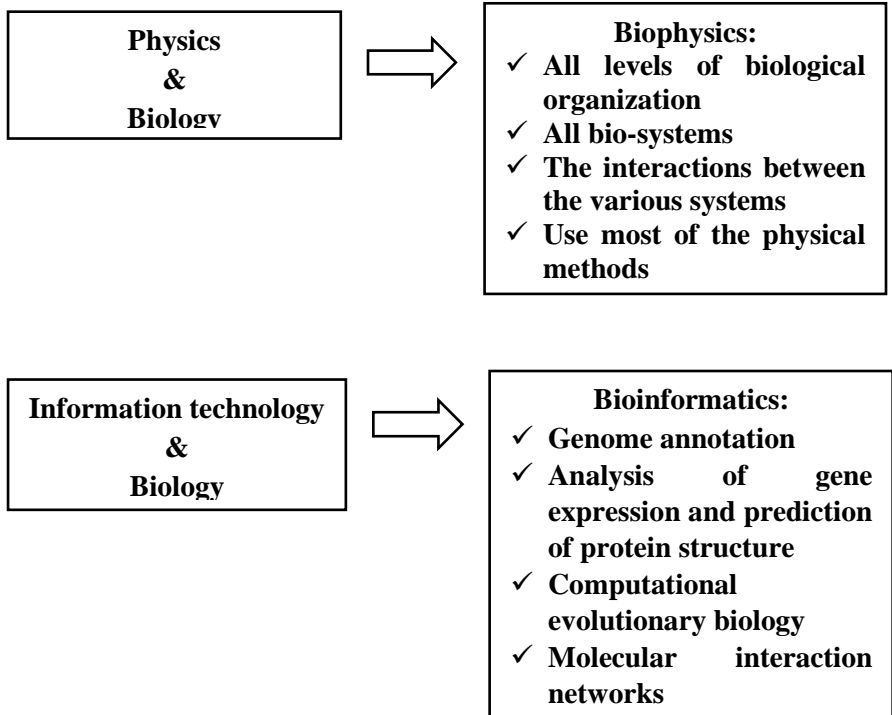 Physics
&
Biology
Biophysics:
✓ All levels of biological
organization
✓ All bio-systems
✓ The interactions between
the various systems
✓ Use most of the physical
methods
Information technology
&
Biology
Bioinformatics:
✓ Genome annotation
✓ Analysis of gene
expression and prediction
of protein structure
✓ Computational
evolutionary biology
✓ Molecular interaction
networks